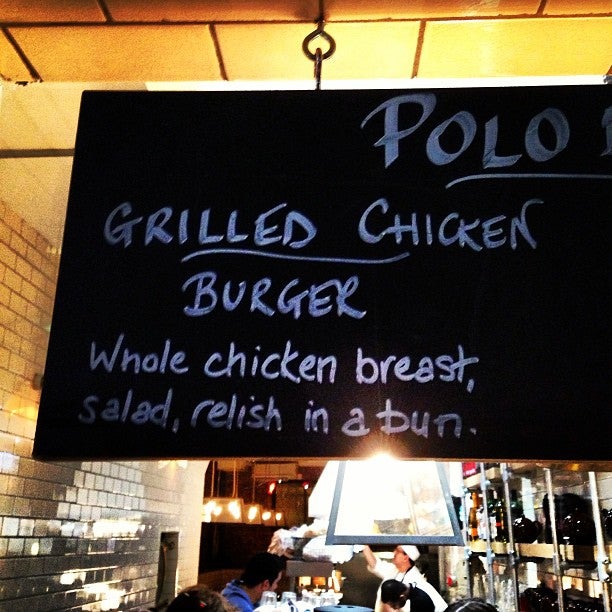 POLO
GRILLED CHICKEN
BURGER
Whole chicken breast,
salad, relish in a bun.